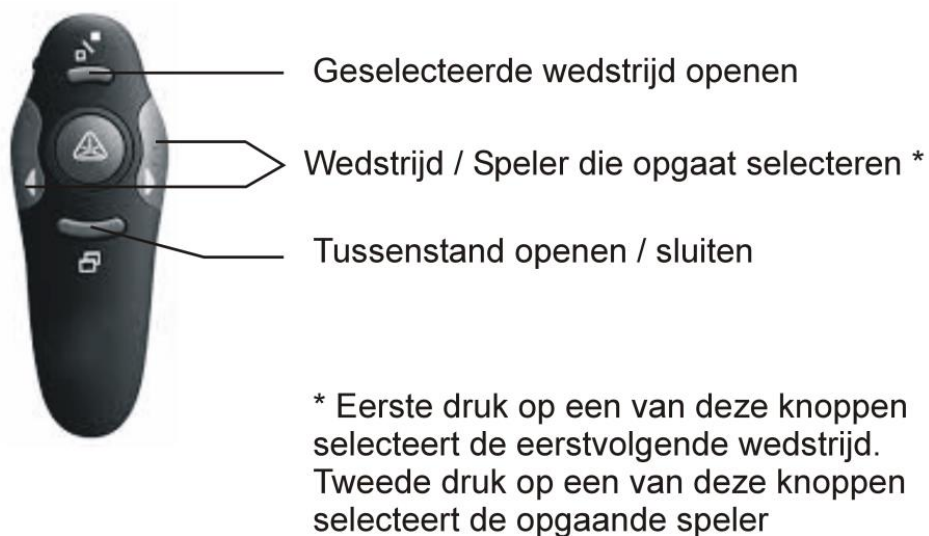 Geselecteerde wedstrijd openen
Wedstrijd / Speler die opgaat selecteren *
Tussenstand openen / sluiten
* Eerste druk op een van deze knoppen
selecteert de eerstvolgende wedstrijd.
Tweede druk op een van deze knoppen
selecteert de opgaande speler